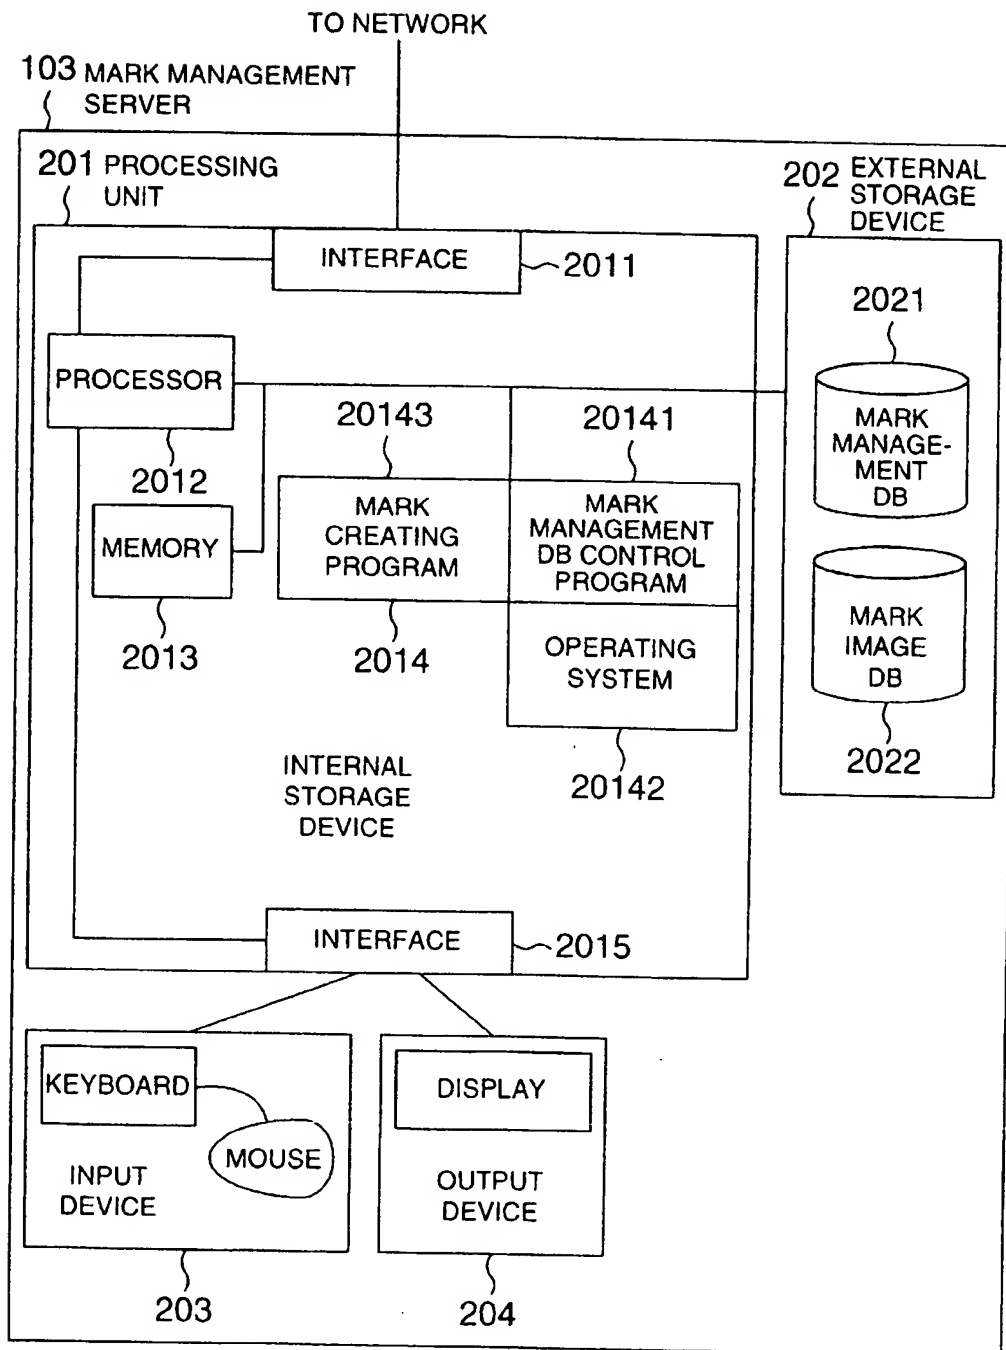 TO NETWORK
103 MARK MANAGEMENT
SERVER
201 PROCESSING
UNIT
202 EXTERNAL
STORAGE
DEVICE
INTERFACE
2011
2021
PROCESSOR
MARK
MANAGE-
MENT
DB
2012
20143
20141
MEMORY
MARK
CREATING
PROGRAM
MARK
MANAGEMENT
DB CONTROL
PROGRAM
2013
2014
OPERATING
SYSTEM
MARK
IMAGE
DB
2022
20142
INTERNAL
STORAGE
DEVICE
INTERFACE
2015
KEYBOARD
MOUSE
INPUT
DEVICE
DISPLAY
OUTPUT
DEVICE
203
204